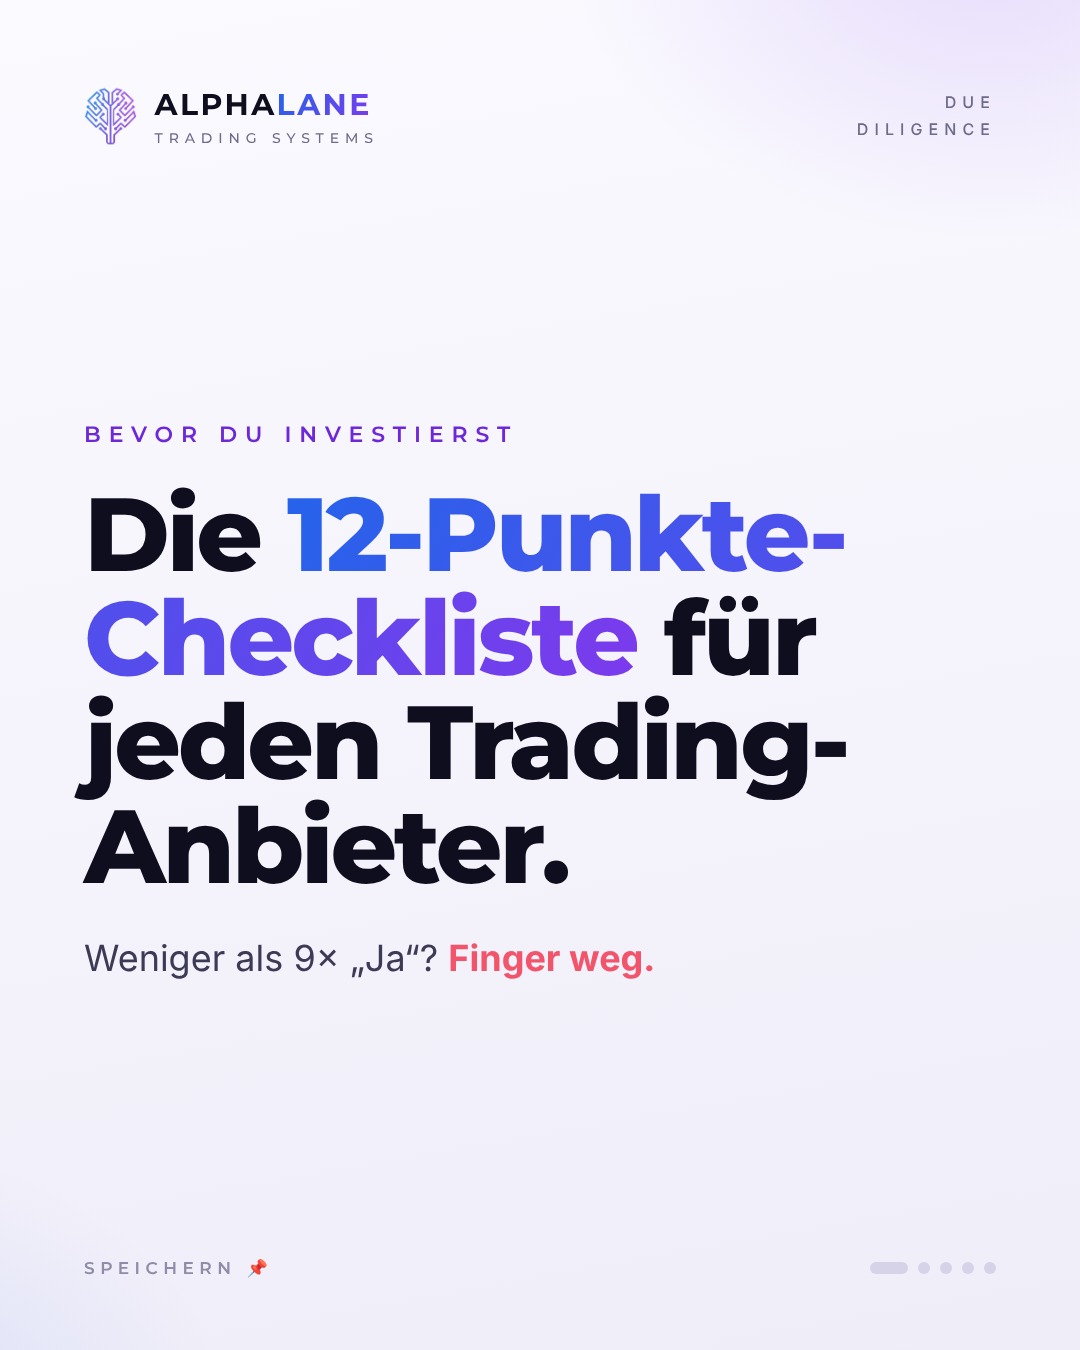 ALPHALANE
TRADING SYSTEMS
DUE
DILIGENCE
BEVOR DU INVESTIERST
Die 12-Punkte-
Checkliste für
jeden Trading-
Anbieter.
Weniger als 9× „Ja“? Finger weg.
SPEICHERN 📌